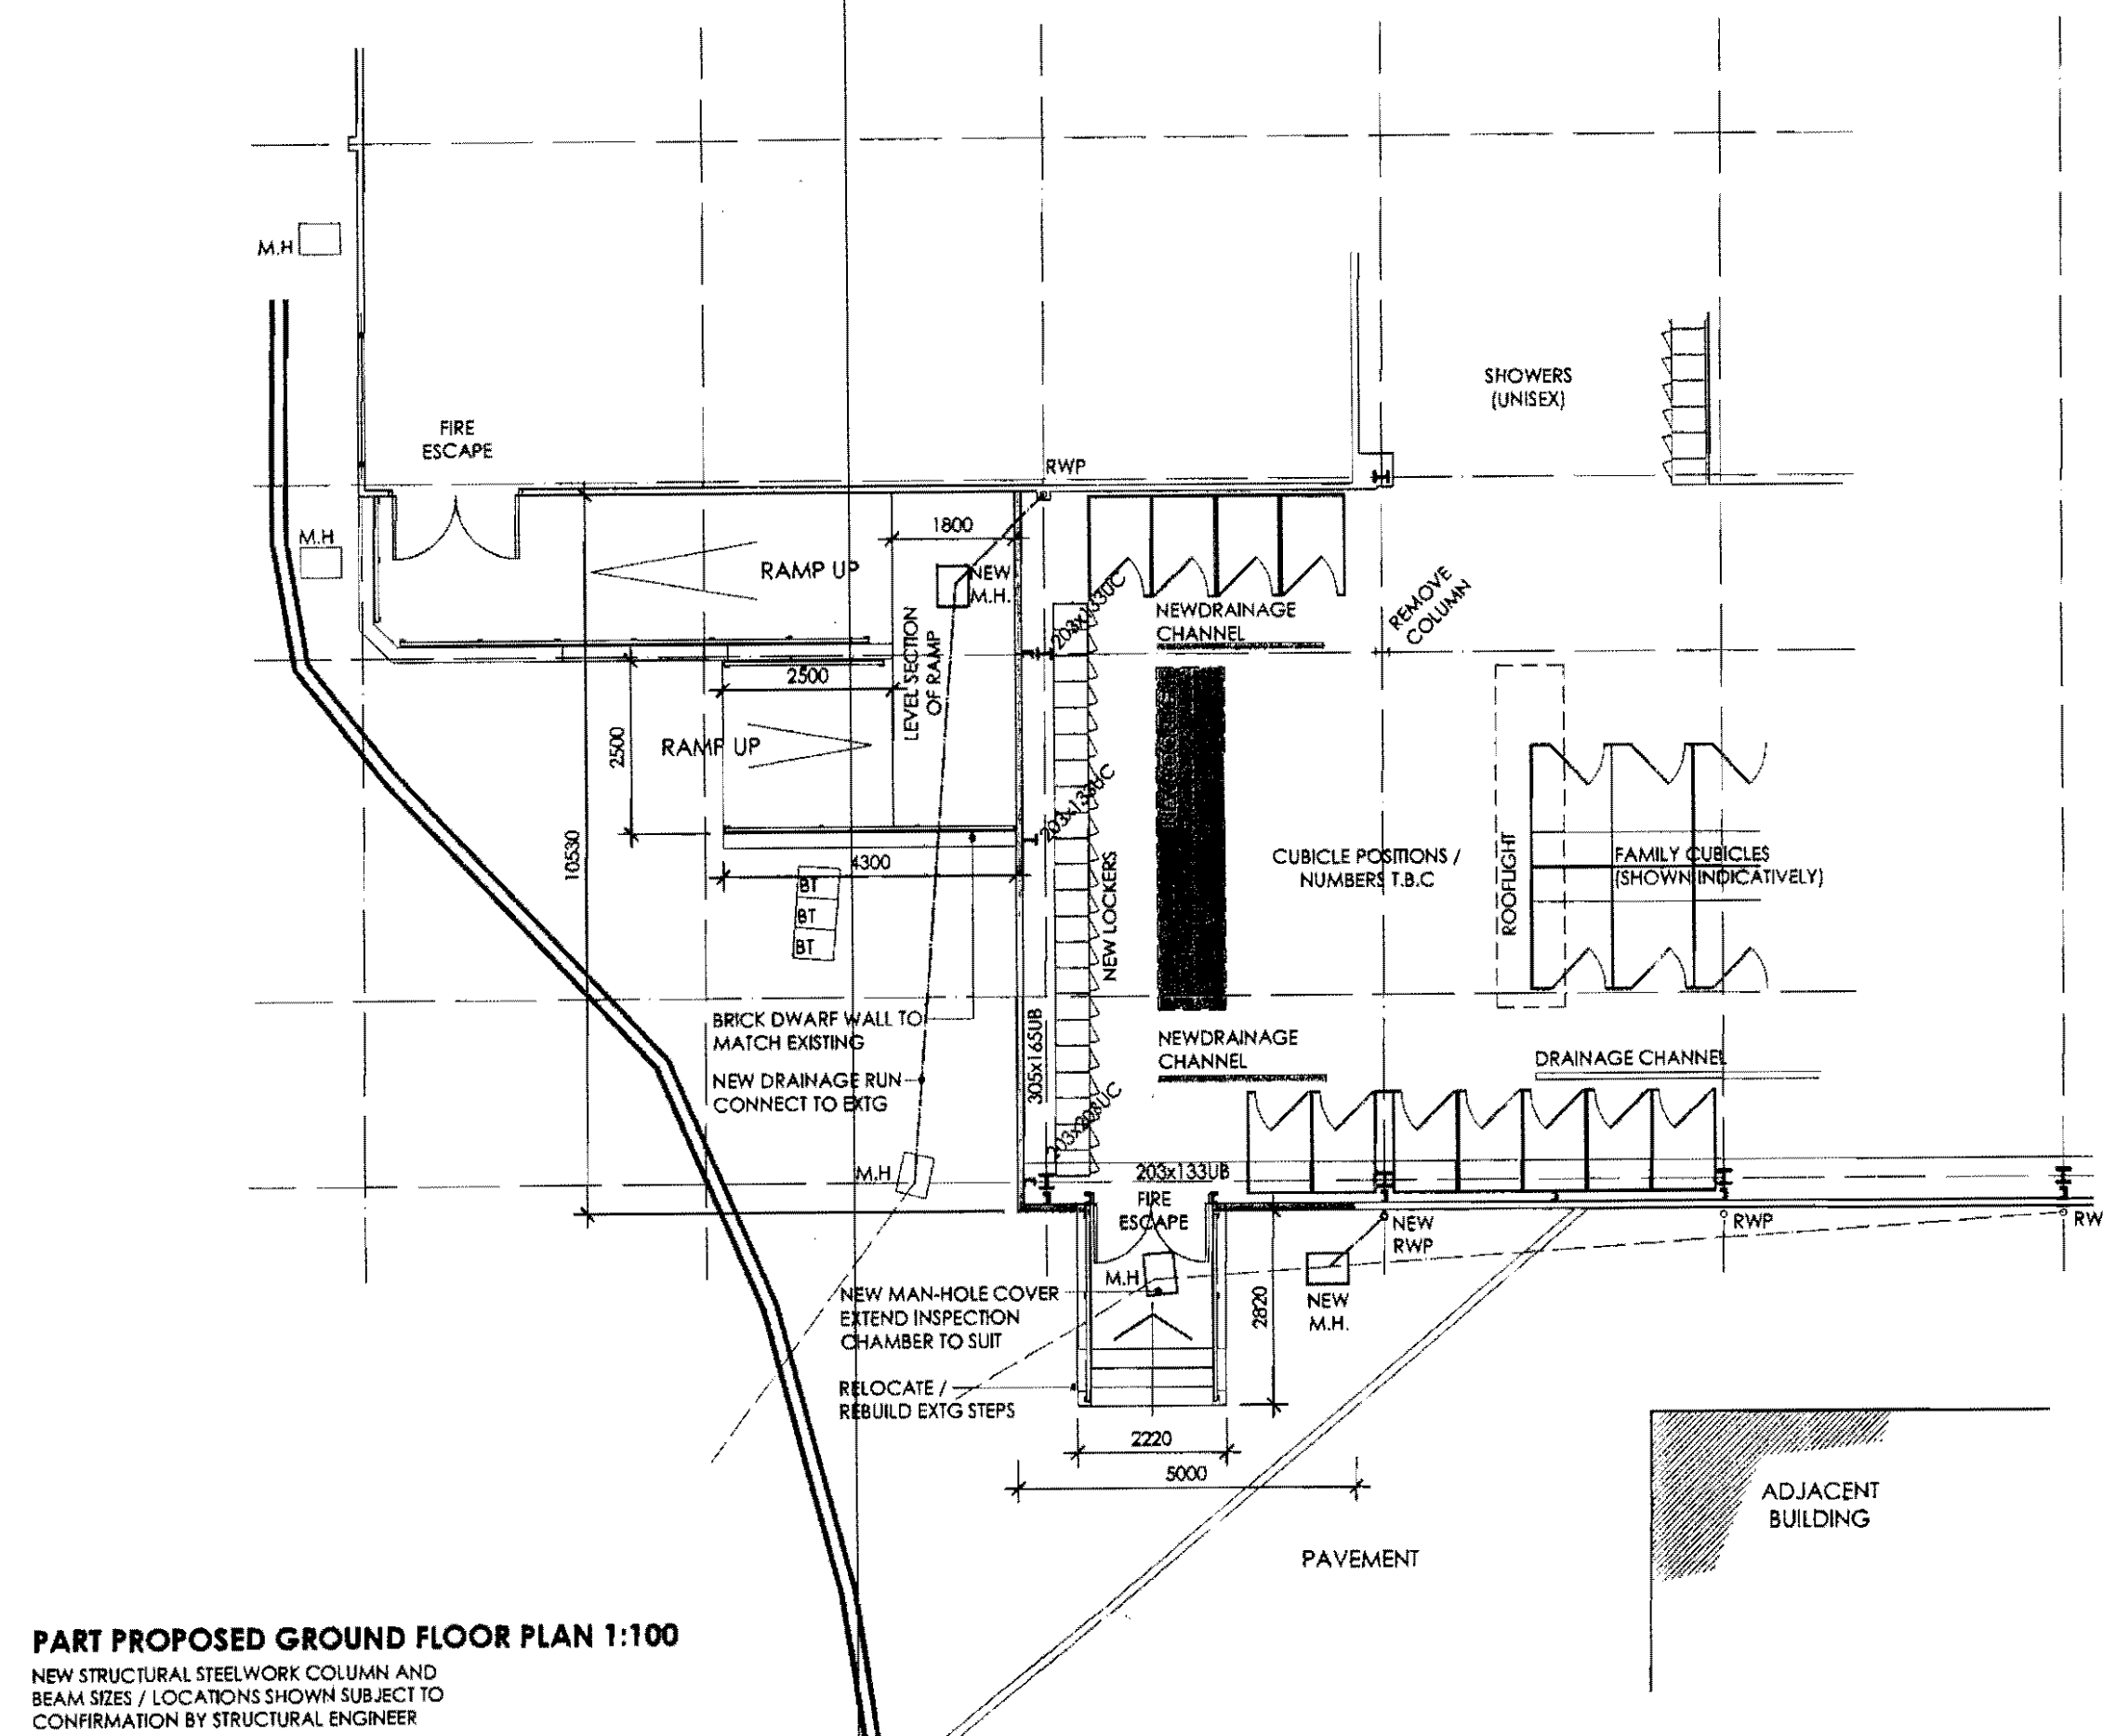 M.H
SHOWERS
(UNISEX)
FIRE
ESCAPE
RWP
1800
M.H
RAMP UP
NEW
M.H.
203x133UC
NEWDRAINAGE
CHANNEL
REMOVE
COLUMN
LEVEL SECTION
OF RAMP
2500
2500
RAMP UP
203x133UC
10530
4300
BT
BT
BT
NEW LOCKERS
CUBICLE POSITIONS /
NUMBERS T.B.C
ROOFLIGHT
FAMILY CUBICLES
(SHOWN INDICATIVELY)
BRICK DWARF WALL TO
MATCH EXISTING
305x165UB
NEWDRAINAGE
CHANNEL
DRAINAGE CHANNEL
NEW DRAINAGE RUN
CONNECT TO EXTG
203x203UC
M.H
203x133UB
FIRE
ESCAPE
NEW
RWP
RWP
RW
M.H
NEW MAN-HOLE COVER
EXTEND INSPECTION
CHAMBER TO SUIT
2820
NEW
M.H.
RELOCATE /
REBUILD EXTG STEPS
2220
5000
ADJACENT
BUILDING
PAVEMENT
PART PROPOSED GROUND FLOOR PLAN 1:100
NEW STRUCTURAL STEELWORK COLUMN AND
BEAM SIZES / LOCATIONS SHOWN SUBJECT TO
CONFIRMATION BY STRUCTURAL ENGINEER